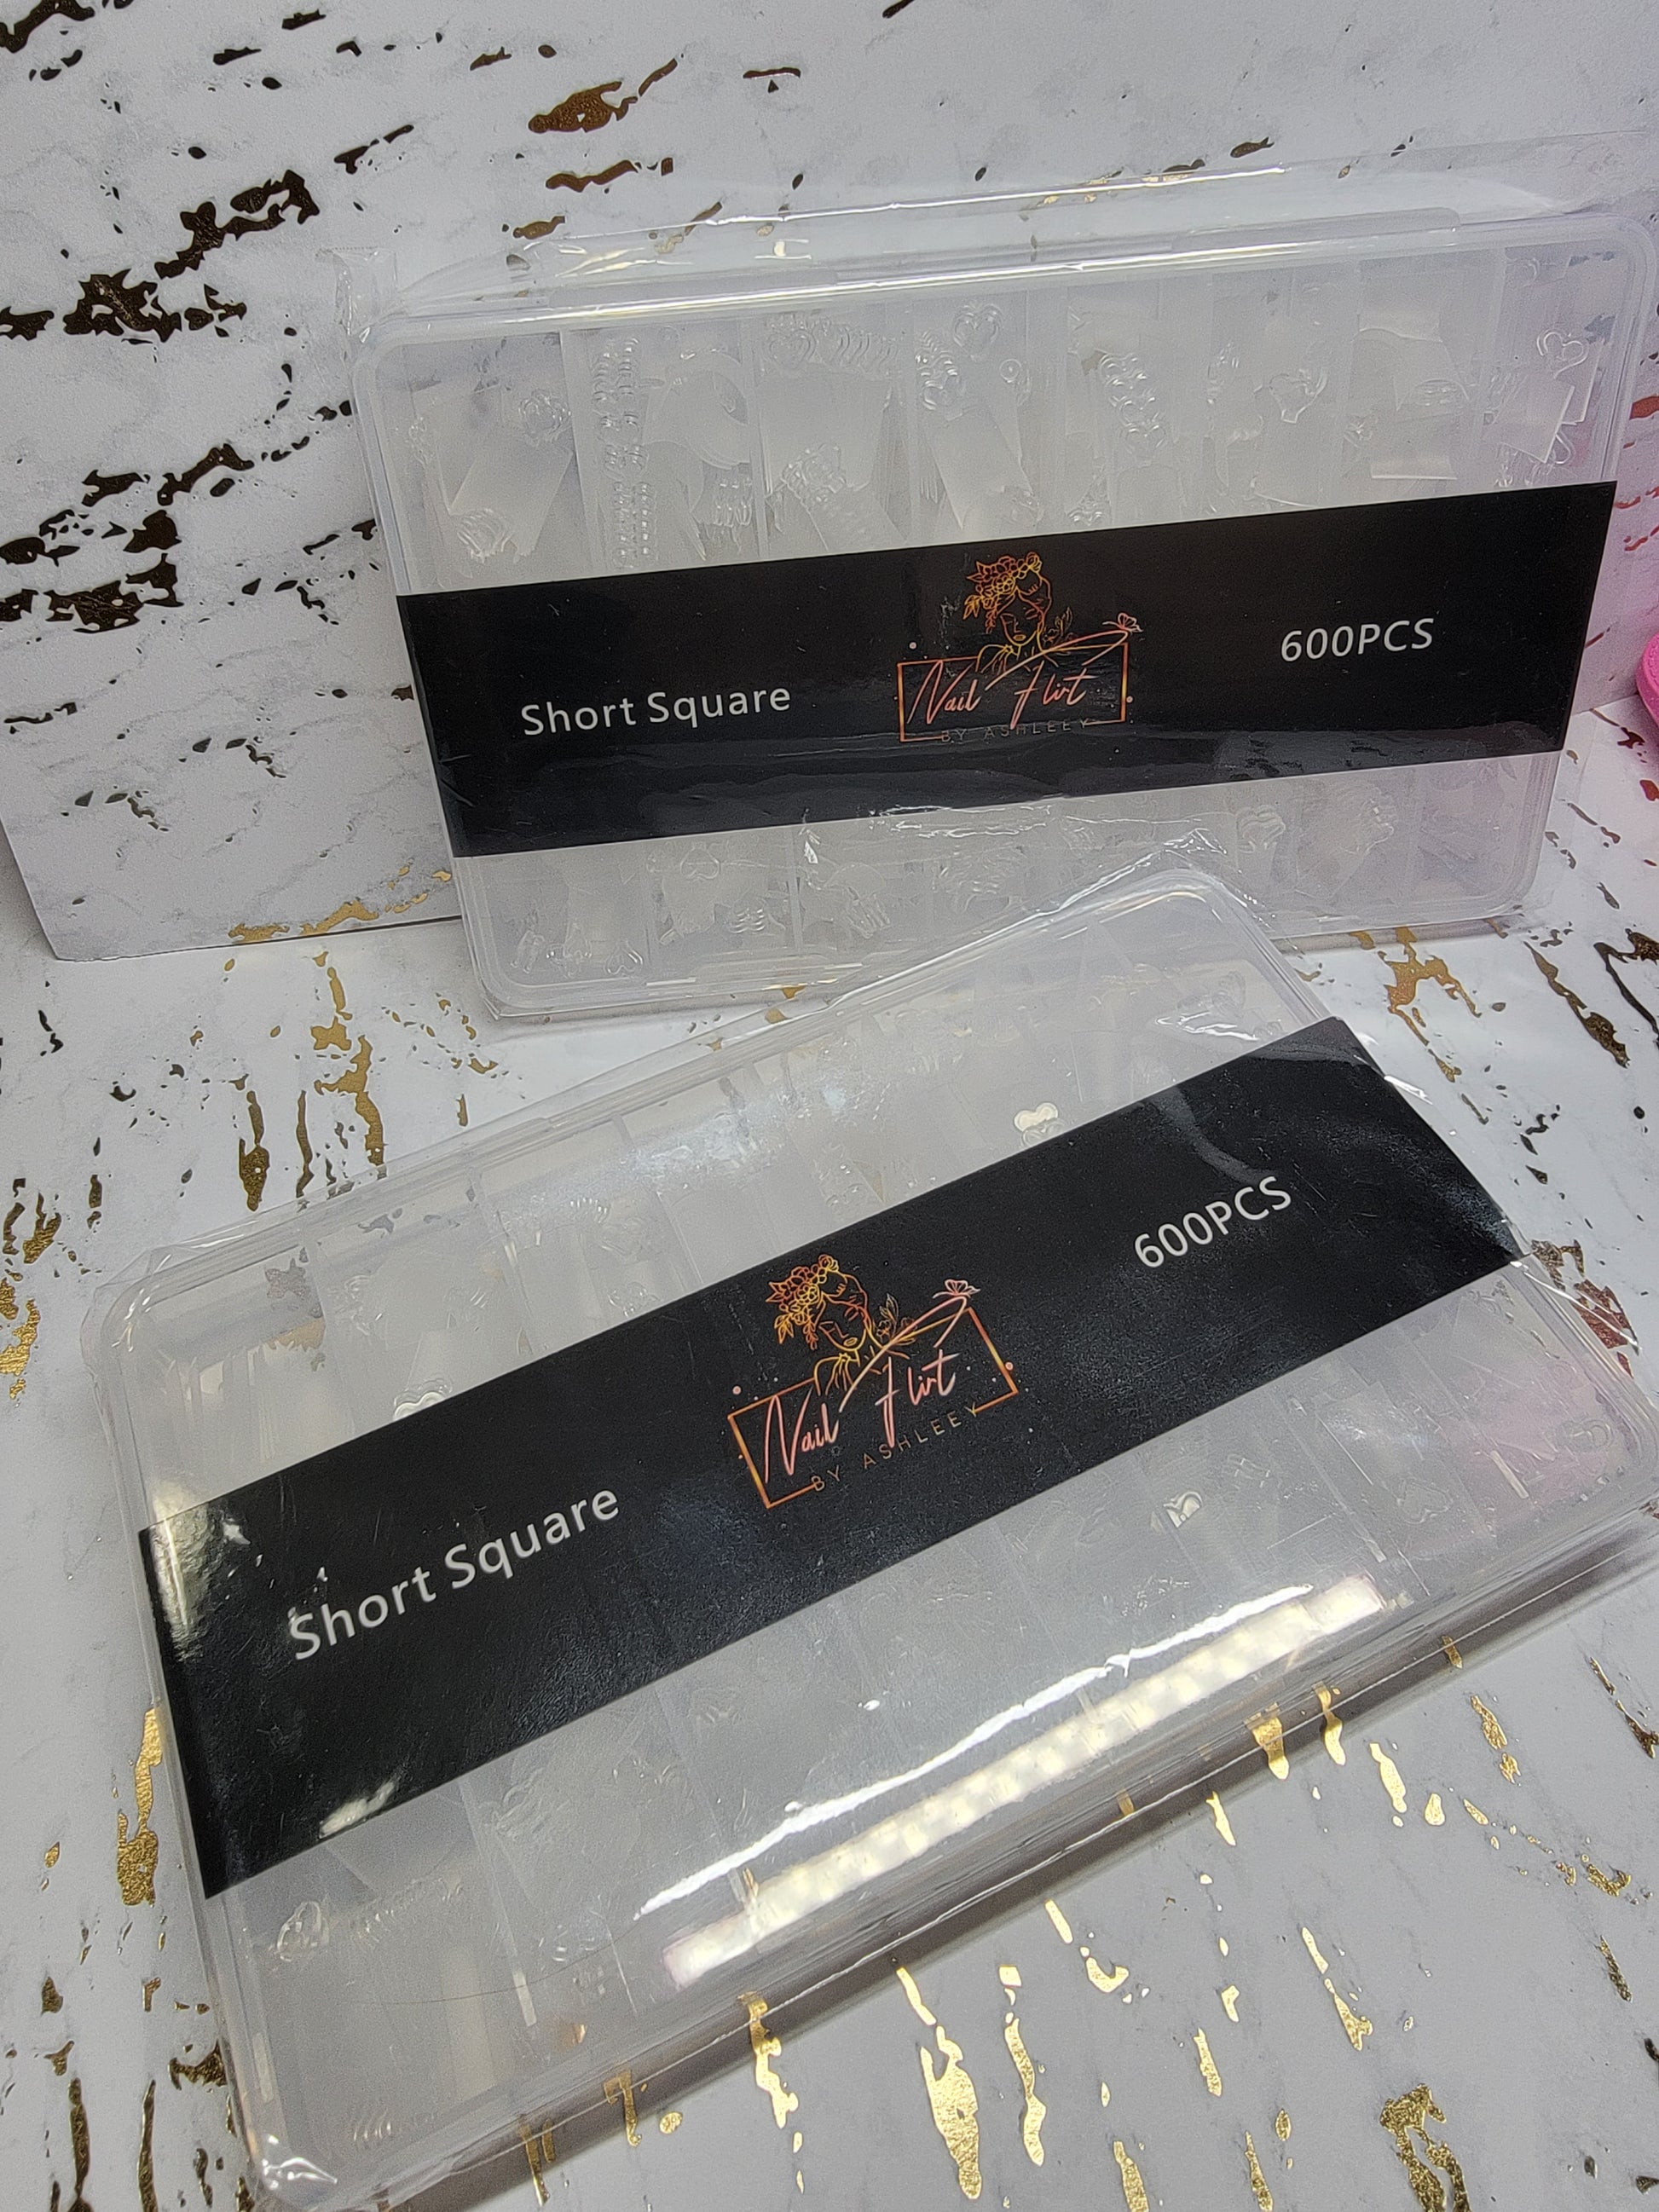 Short Square
Nail Flirt
BY ASHLEEY
600PCS
Short Square
Nail Flirt
BY ASHLEEY
600PCS